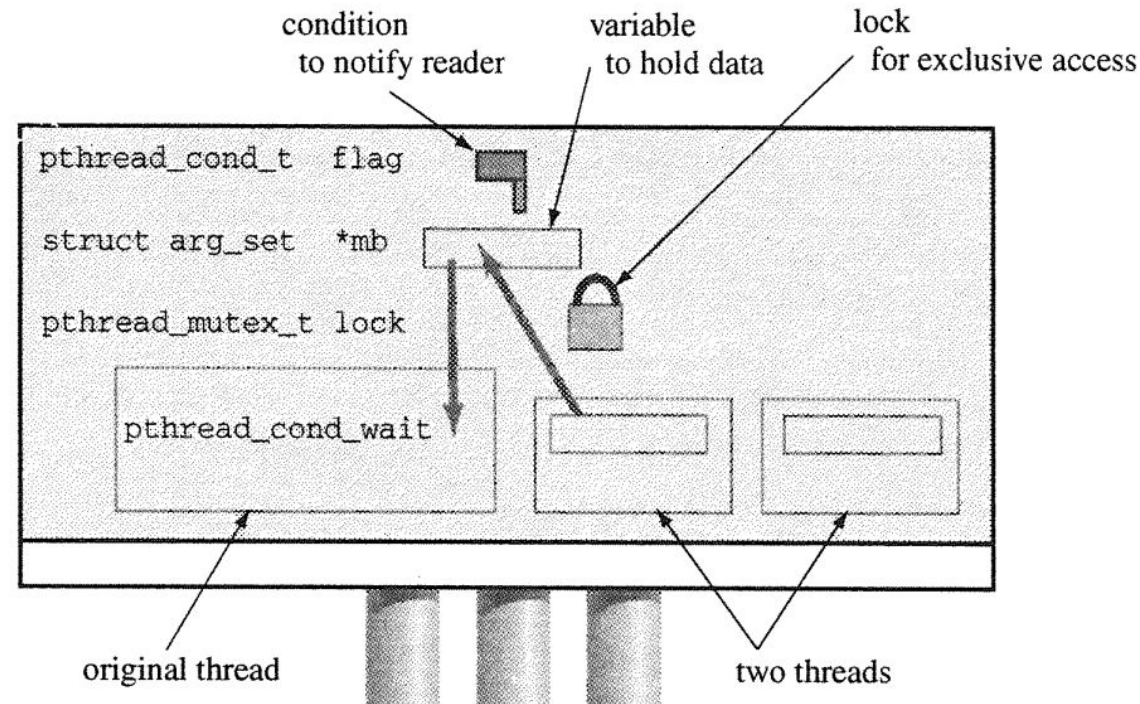 condition
to notify reader
variable
to hold data
lock
for exclusive access
pthread_cond_t flag
struct arg_set *mb
pthread_mutex_t lock
pthread_cond_wait
original thread
two threads